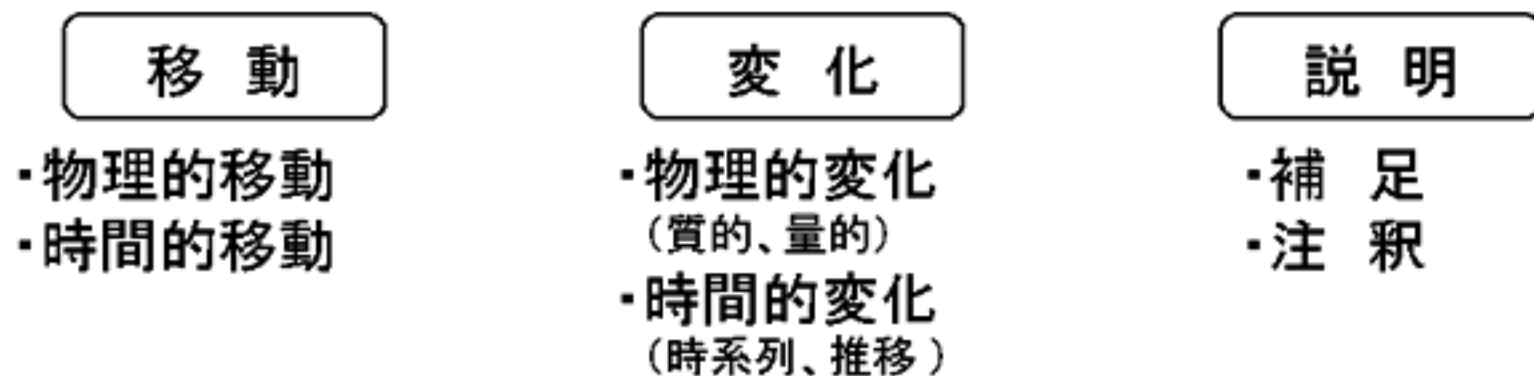 移 動
・物理的移動
・時間的移動
変 化
・物理的変化
（質的、量的）
・時間的変化
（時系列、推移）
説 明
・補 足
・注 釈